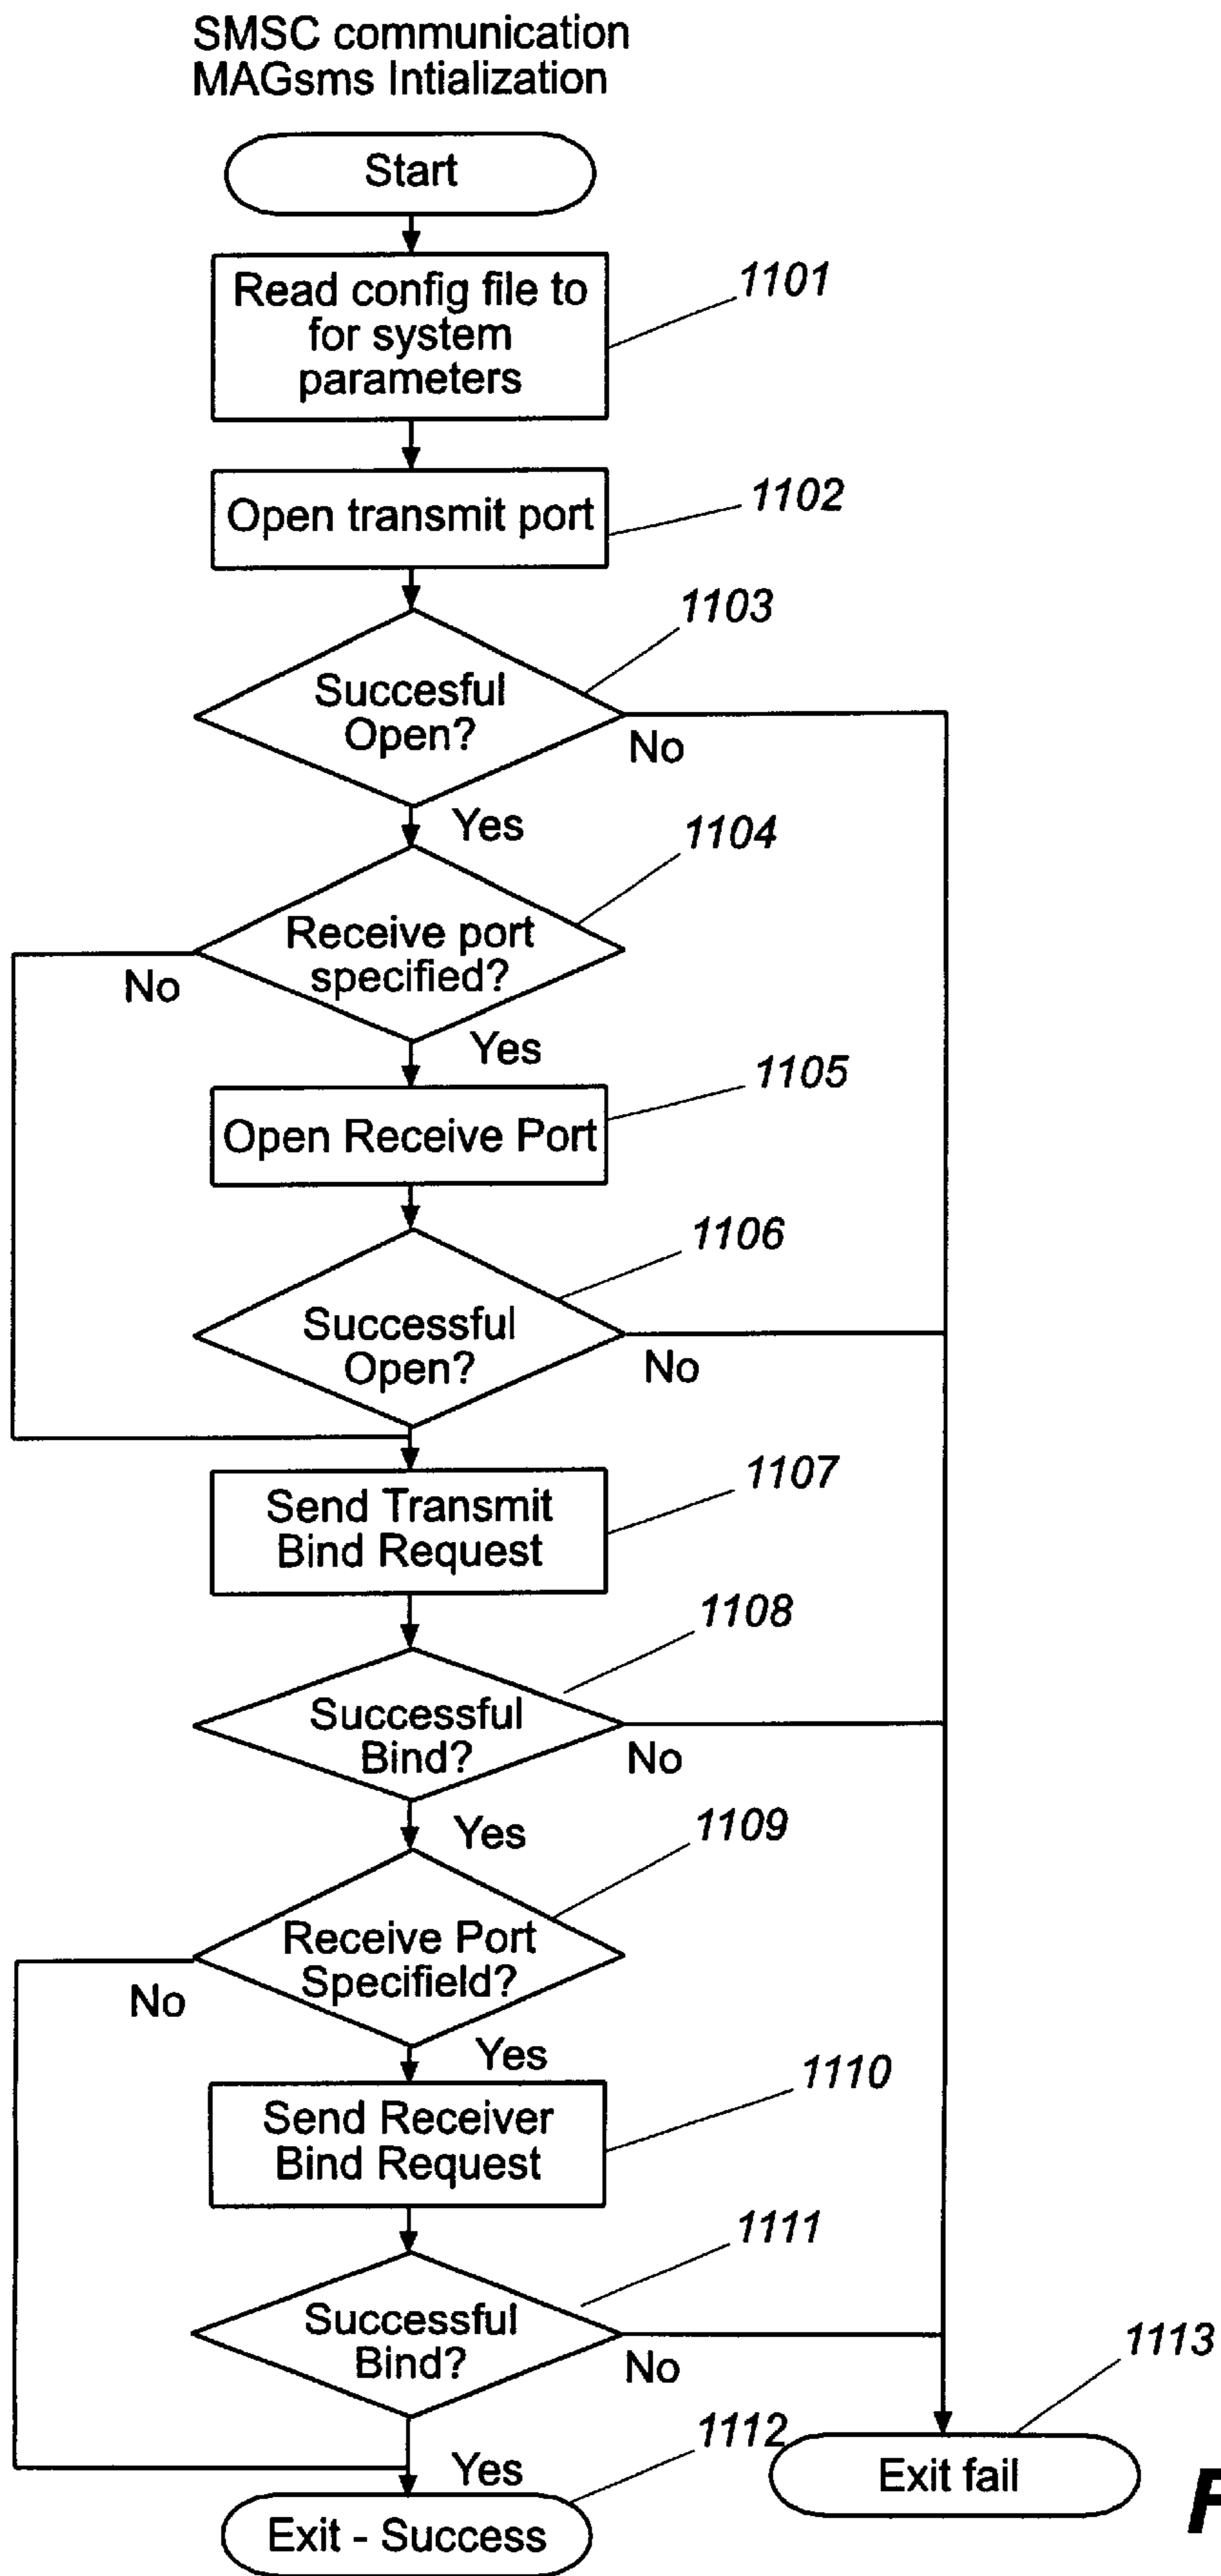 SMSC communication
MAGsms Intialization
Start
Read config file to
for system
parameters
1101
Open transmit port
1102
1103
Succesful
Open?
No
Yes
1104
Receive port
specified?
No
Yes
1105
Open Receive Port
1106
Successful
Open?
No
1107
Send Transmit
Bind Request
1108
Successful
Bind?
No
Yes
1109
Receive Port
Specifield?
No
Yes
1110
Send Receiver
Bind Request
1111
Successful
Bind?
No
1113
1112
Yes
Exit fail
Exit - Success
F